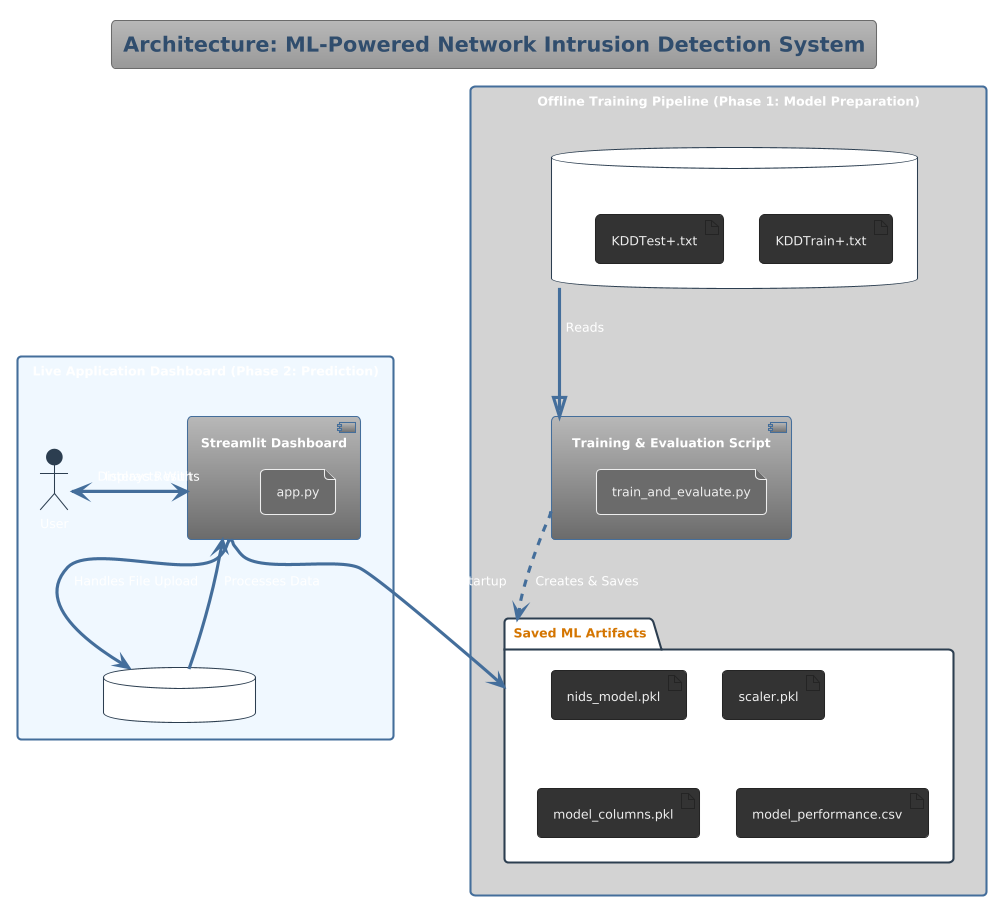 Architecture: ML-Powered Network Intrusion Detection System
Offline Training Pipeline (Phase 1: Model Preparation)
KDDTest+.txt
KDDTrain+.txt
Reads
Live Application Dashboard (Phase 2: Prediction)
Streamlit Dashboard
app.py
User
Training & Evaluation Script
train_and_evaluate.py
Handles File Upload
Processes Data
tartup
Creates & Saves
Saved ML Artifacts
nids_model.pkl
scaler.pkl
model_columns.pkl
model_performance.csv